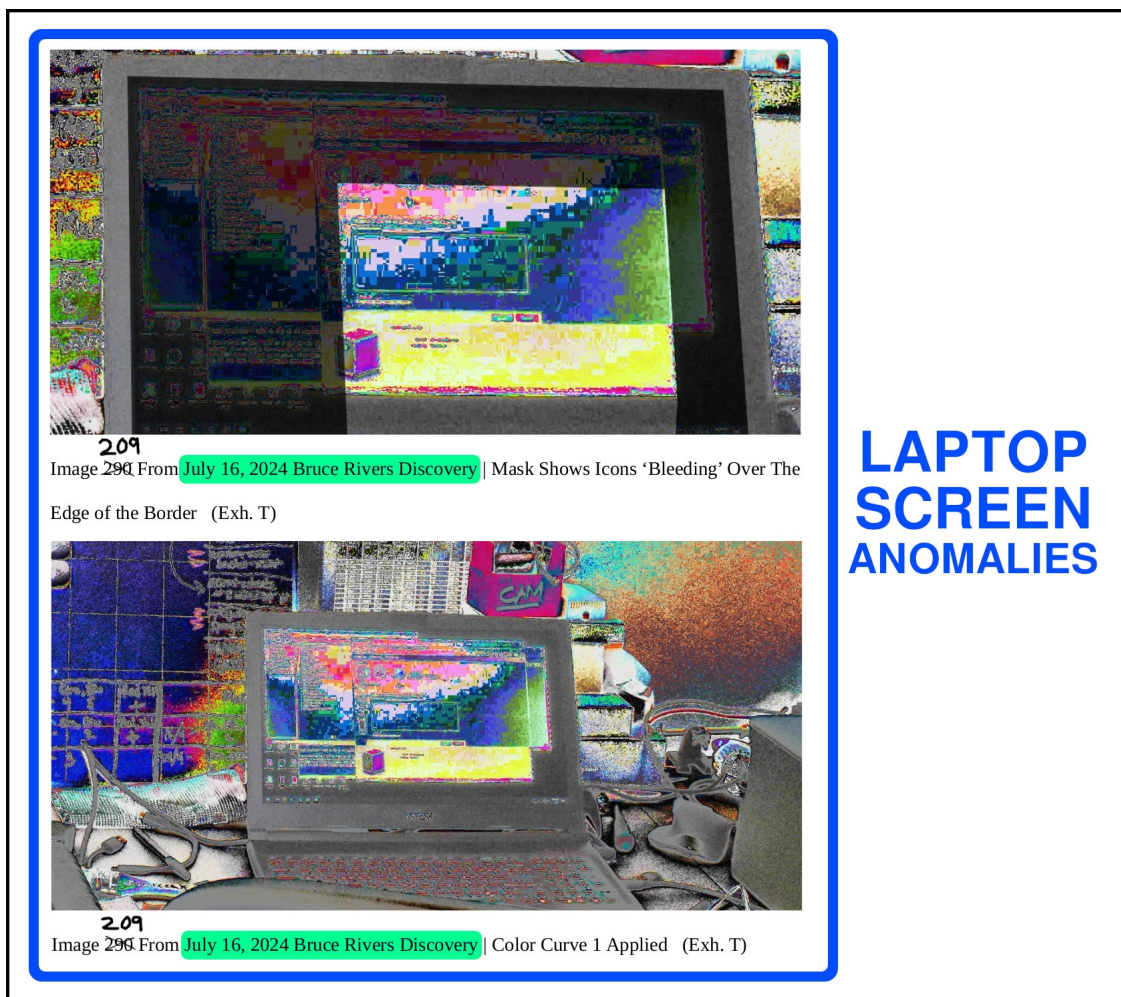 CAM
209
Image 290 From July 16, 2024 Bruce Rivers Discovery | Mask Shows Icons ‘Bleeding’ Over The
Edge of the Border (Exh. T)
209
Image 290 From July 16, 2024 Bruce Rivers Discovery | Color Curve 1 Applied (Exh. T)
LAPTOP
SCREEN
ANOMALIES